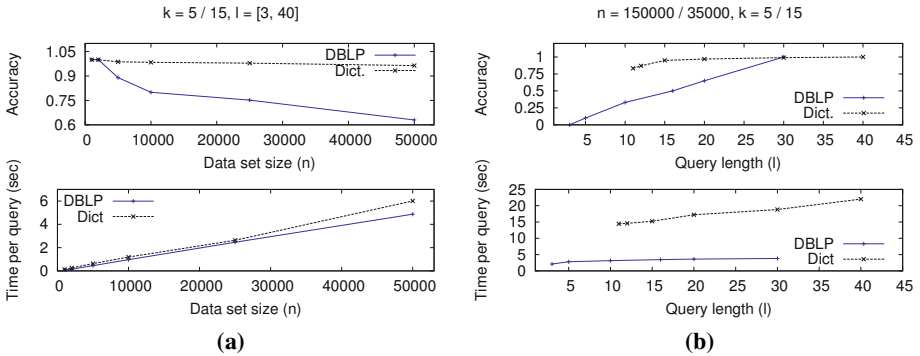 k = 5 / 15, l = [3, 40]
1.05
0.9
0.75
0.6
Accuracy
DBLP
Dict.
0 10000 20000 30000 40000 50000
Data set size (n)
6
4
2
0
Time per query (sec)
DBLP
Dict
0 10000 20000 30000 40000 50000
Data set size (n)
(a)
n = 150000 / 35000, k = 5 / 15
1
0.75
0.5
0.25
0
Accuracy
DBLP
Dict.
5 10 15 20 25 30 35 40 45
Query length (l)
25
20
15
10
5
0
Time per query (sec)
DBLP
Dict
5 10 15 20 25 30 35 40 45
Query length (l)
(b)